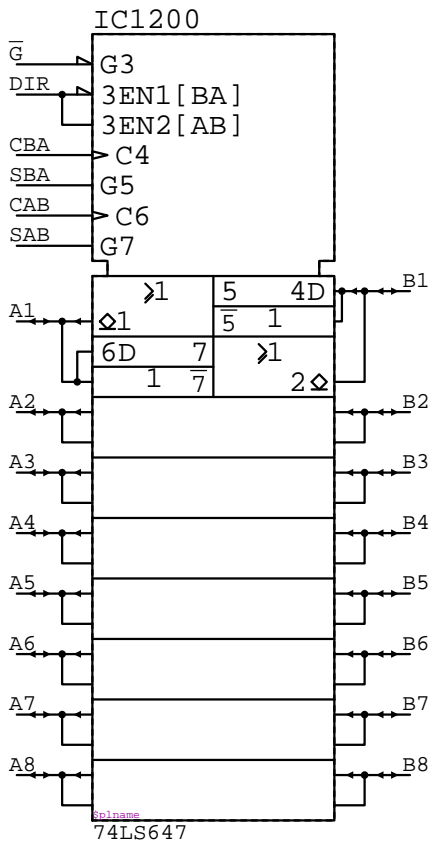 IC1200
G̅ G3
DIR 3EN1[BA]
3EN2[AB]
CBA C4
SBA G5
CAB C6
SAB G7
≥1 5 4D B1
A1 1 5̅ 1
6D 7 ≥1
1 7̅ 2
A2 B2
A3 B3
A4 B4
A5 B5
A6 B6
A7 B7
A8 B8
$plname
74LS647